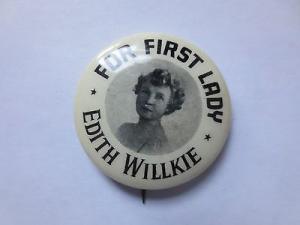 FOR FIRST LADY
★ EDITH WILLKIE ★